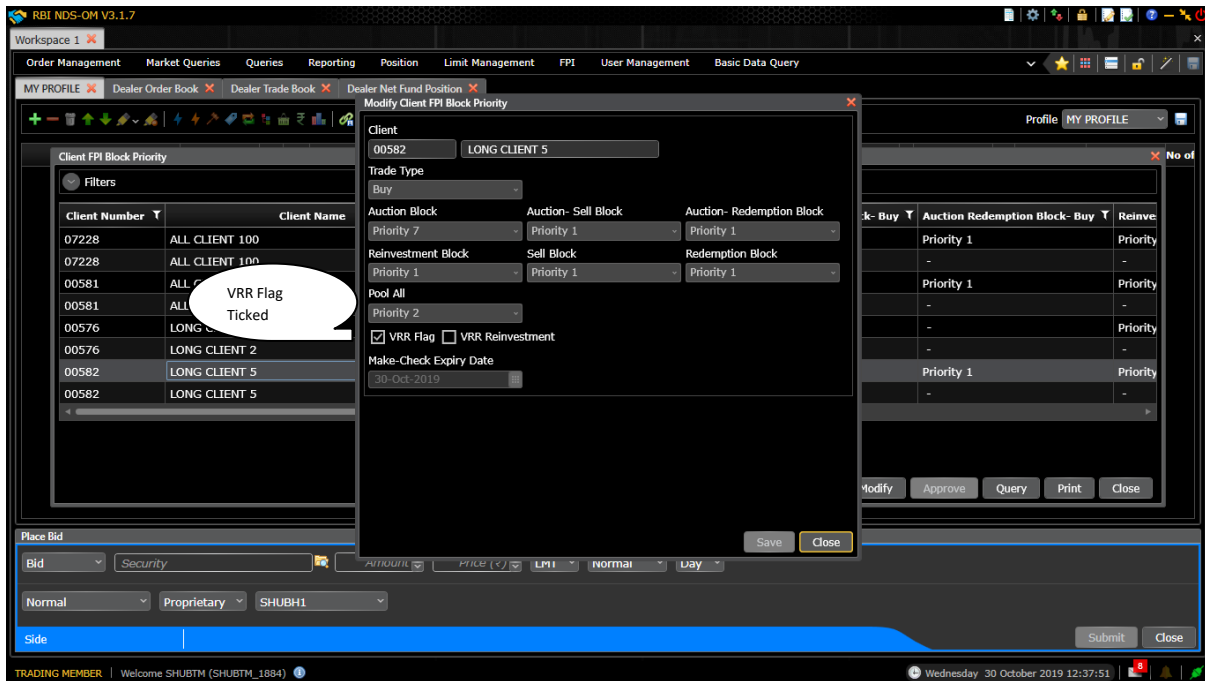 RBI NDS-OM V3.1.7
Workspace 1
Order Management Market Queries Queries Reporting Position Limit Management FPI User Management Basic Data Query
MY PROFILE Dealer Order Book Dealer Trade Book Dealer Net Fund Position
Profile MY PROFILE
Modify Client FPI Block Priority
Client
00582 LONG CLIENT 5
Trade Type
Buy
Auction Block Auction- Sell Block Auction- Redemption Block
Priority 7 Priority 1 Priority 1
Reinvestment Block Sell Block Redemption Block
Priority 1 Priority 1 Priority 1
Pool All
Priority 2
VRR Flag VRR Reinvestment
Make-Check Expiry Date
30-Oct-2019
Save Close
Client FPI Block Priority No of
Filters
Client Number Client Name k- Buy Auction Redemption Block- Buy Reinve
07228 ALL CLIENT 100 Priority 1 Priority
07228 ALL CLIENT 100 - -
00581 ALL Priority 1 Priority
00581 ALL - -
00576 LONG - Priority
00576 LONG CLIENT 2 - -
00582 LONG CLIENT 5 Priority 1 Priority
00582 LONG CLIENT 5 - -
VRR Flag
Ticked
Modify Approve Query Print Close
Place Bid
Bid Security Amount Price (₹) LMT Normal Day
Normal Proprietary SHUBH1
Side Submit Close
TRADING MEMBER Welcome SHUBTM (SHUBTM_1884) Wednesday 30 October 2019 12:37:51 8